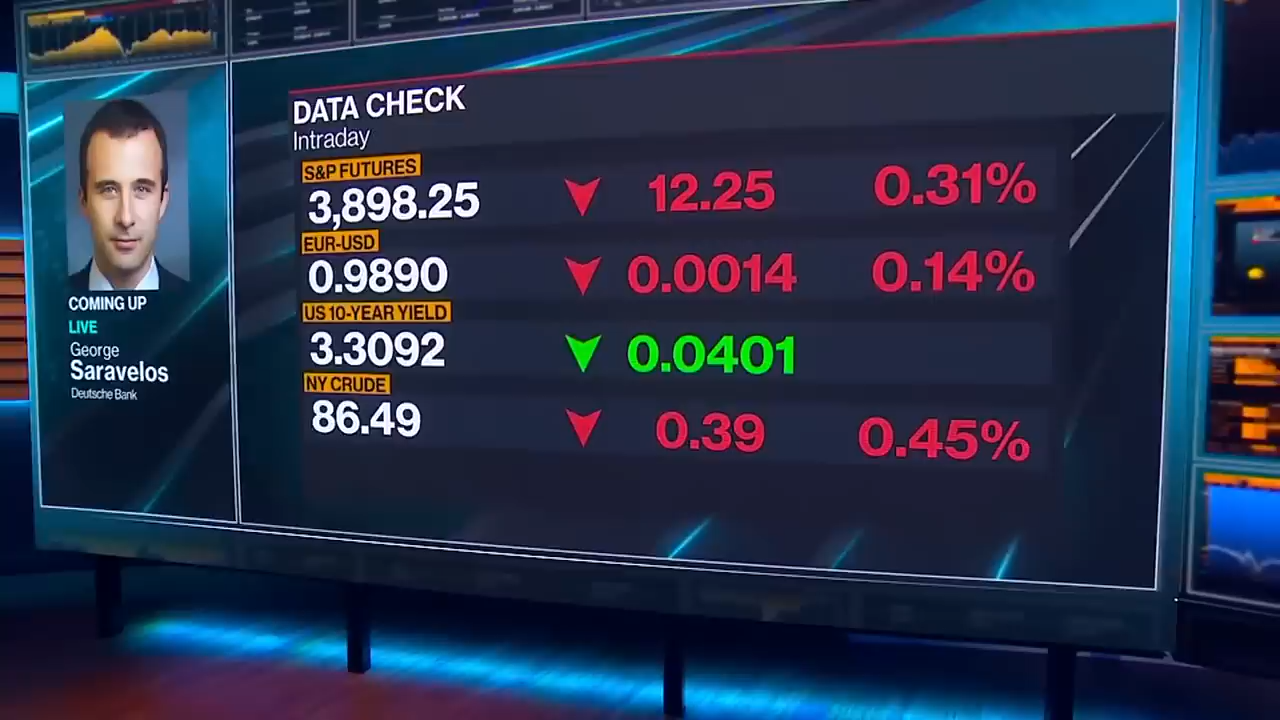 COMING UP
LIVE
George
Saravelos
Deutsche Bank
DATA CHECK
Intraday
S&P FUTURES
3,898.25 12.25 0.31%
EUR-USD
0.9890 0.0014 0.14%
US 10-YEAR YIELD
3.3092 0.0401
NY CRUDE
86.49 0.39 0.45%